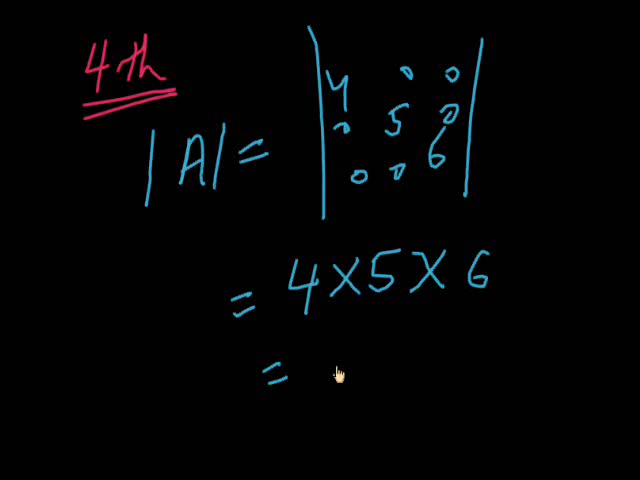 4th
|A| = | 4 0 0
0 5 0
0 0 6 |
= 4 X 5 X 6
=